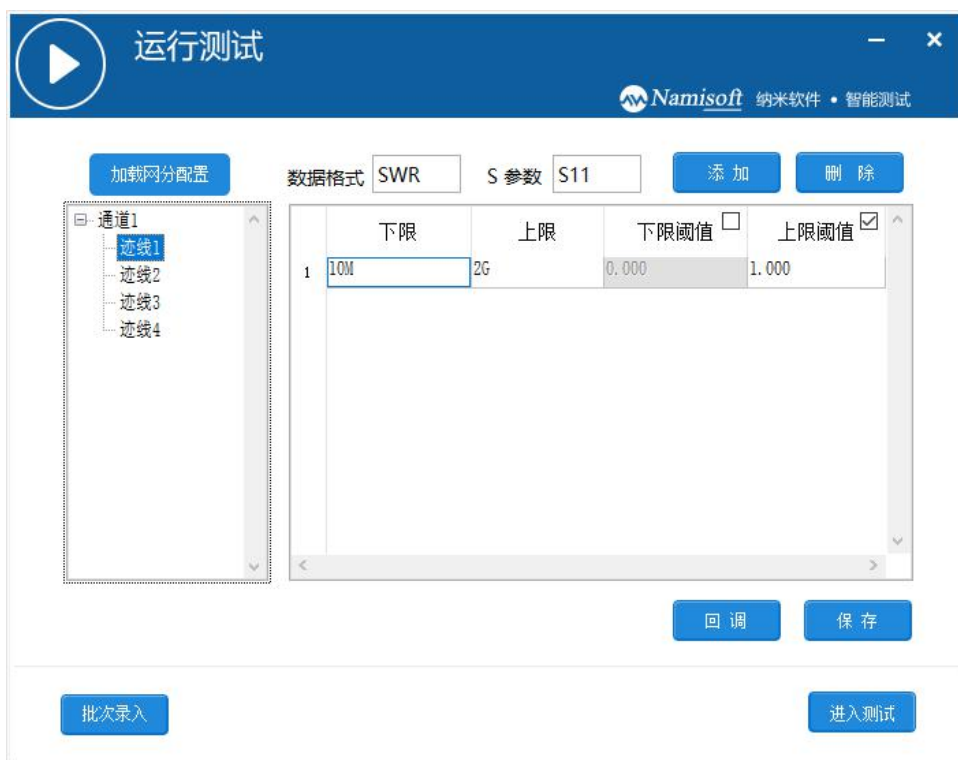 运行测试
Namisoft 纳米软件 • 智能测试
加载网分配置
数据格式 SWR S 参数 S11 添 加 删 除
通道1
迹线1
迹线2
迹线3
迹线4
下限 上限 下限阈值 上限阈值
1 10M 2G 0.000 1.000
回 调 保 存
批次录入 进入测试